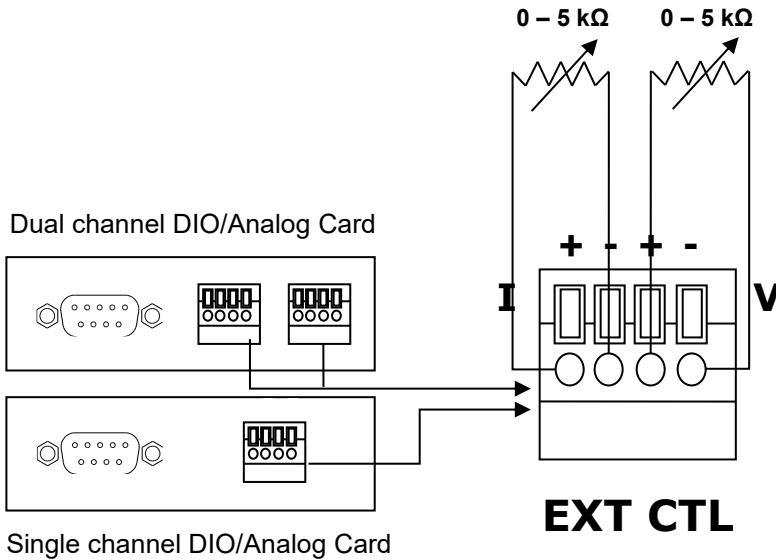 0 – 5 kΩ 0 – 5 kΩ
Dual channel DIO/Analog Card
+ - + -
I V
EXT CTL
Single channel DIO/Analog Card